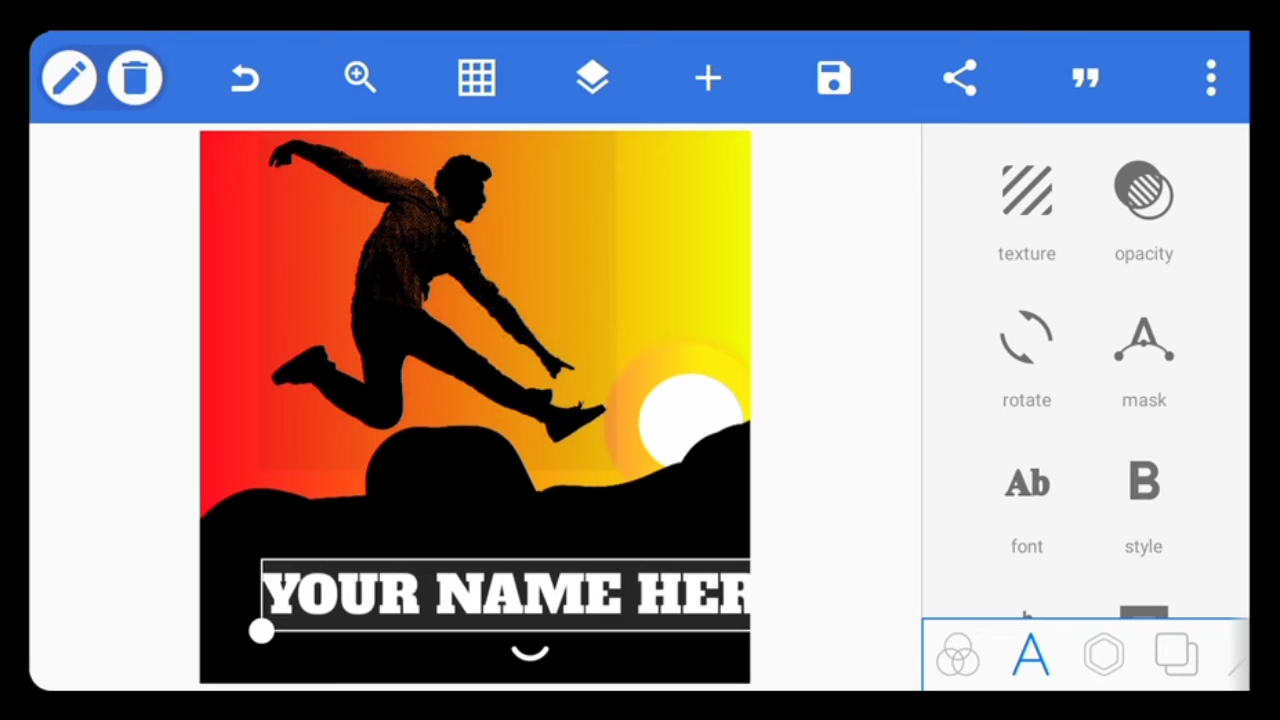 texture opacity
rotate mask
Ab B
font style
YOUR NAME HER
A